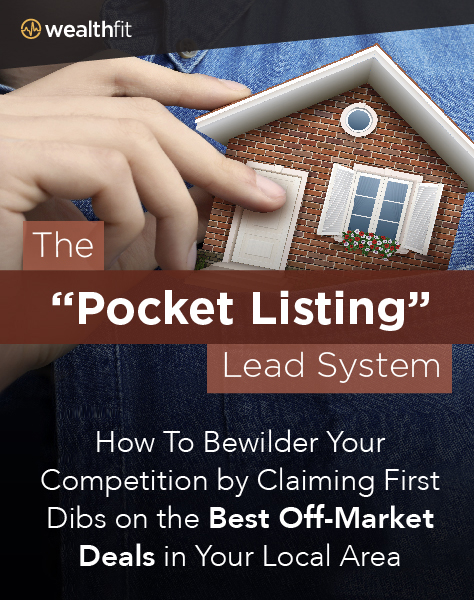 wealthfit
The
“Pocket Listing”
Lead System
How To Bewilder Your
Competition by Claiming First
Dibs on the Best Off-Market
Deals in Your Local Area